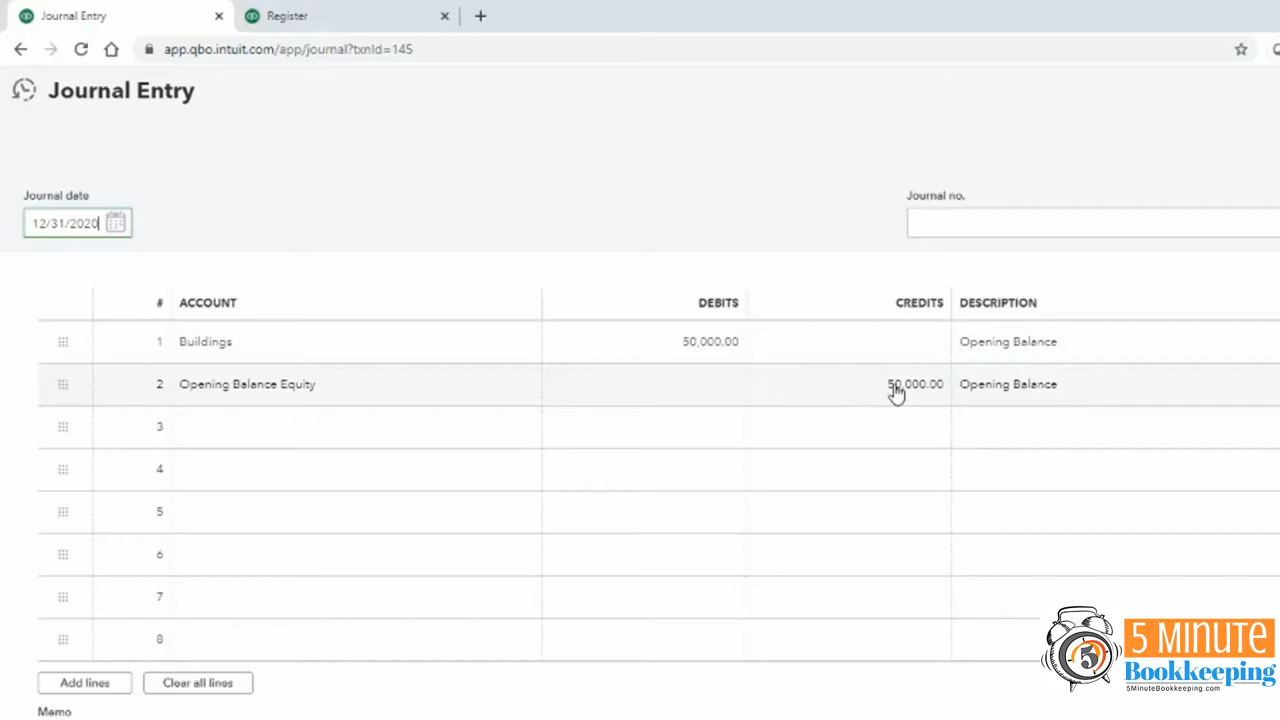 Journal Entry
Register
app.qbo.intuit.com/app/journal?txnId=145
Journal Entry
Journal date
Journal no.
12/31/2020
# ACCOUNT DEBITS CREDITS DESCRIPTION
1 Buildings 50,000.00 Opening Balance
2 Opening Balance Equity 50,000.00 Opening Balance
3
4
5
6
7
8
Add lines
Clear all lines
Memo
5
5 MINUTE
Bookkeeping
5MinuteBookkeeping.com